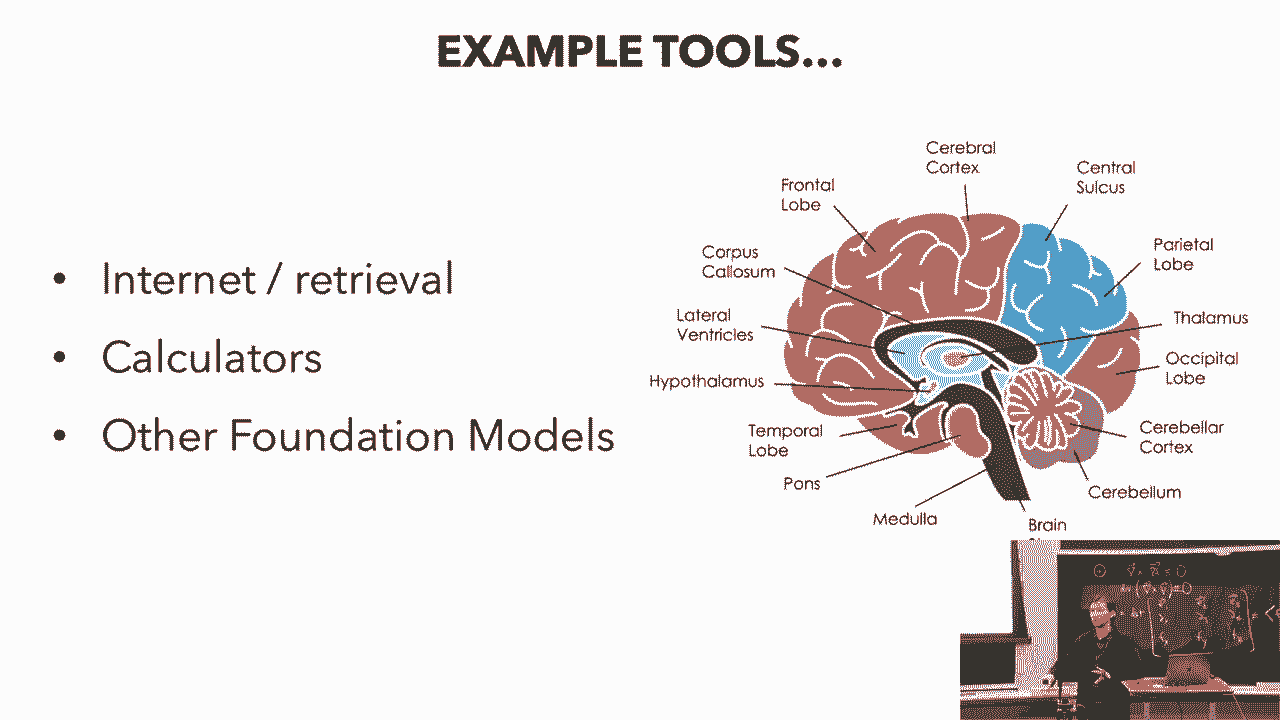 EXAMPLE TOOLS...
• Internet / retrieval
• Calculators
• Other Foundation Models
Cerebral
Cortex
Central
Sulcus
Frontal
Lobe
Parietal
Lobe
Corpus
Callosum
Thalamus
Lateral
Ventricles
Occipital
Lobe
Hypothalamus
Temporal
Lobe
Cerebellar
Cortex
Pons
Cerebellum
Medulla
Brain